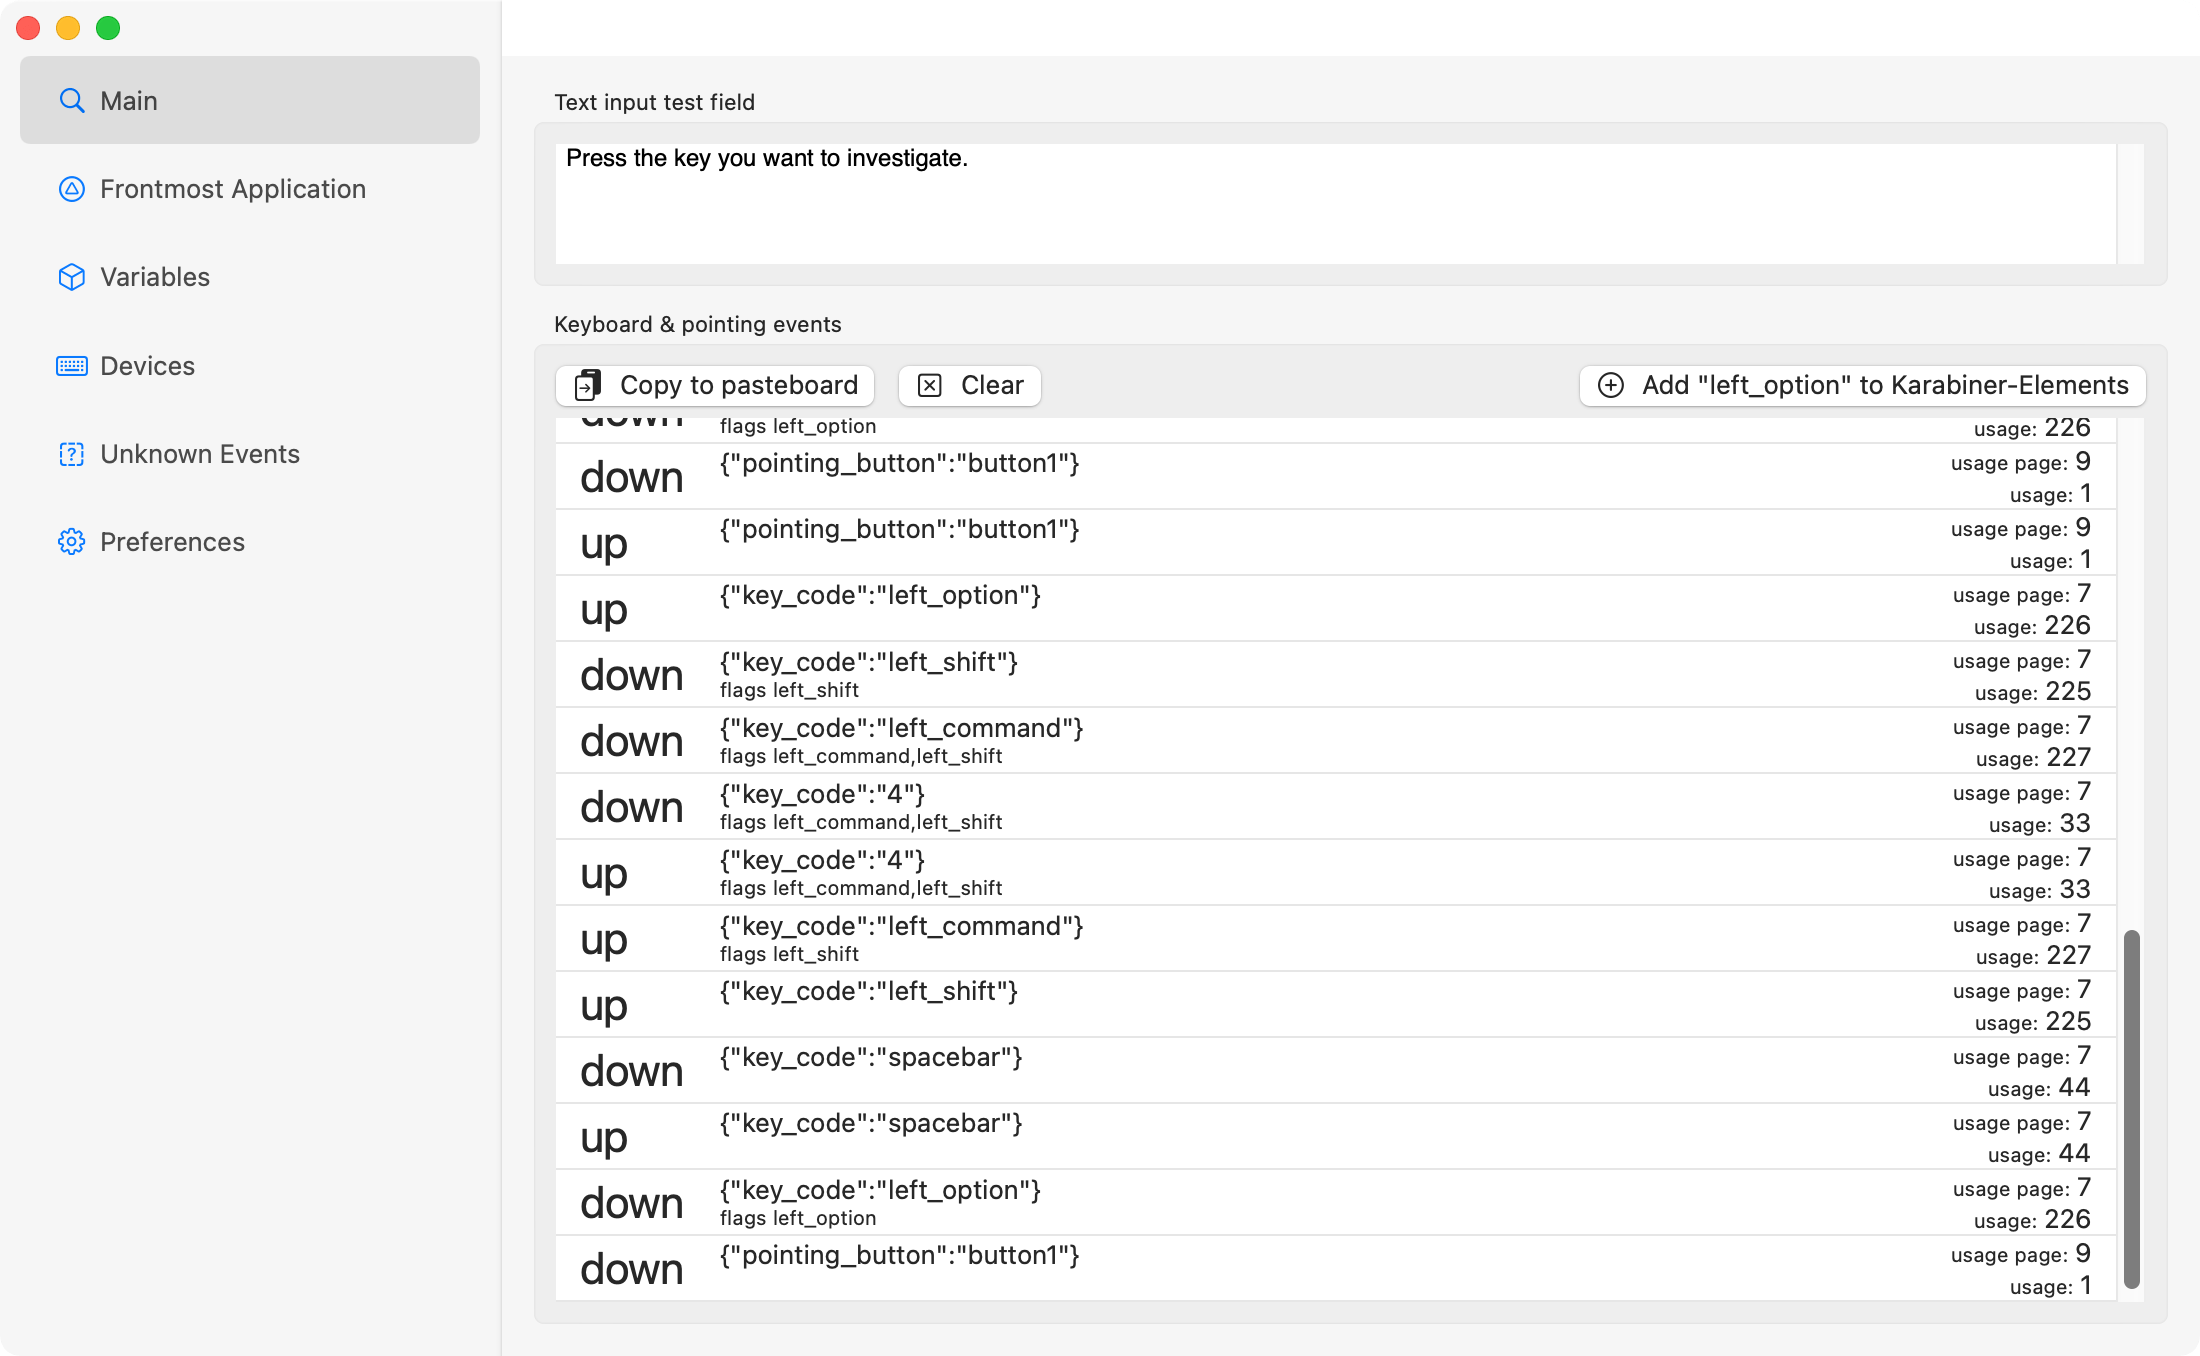 Main
Frontmost Application
Variables
Devices
Unknown Events
Preferences
Text input test field
Press the key you want to investigate.
Keyboard & pointing events
Copy to pasteboard
Clear
Add "left_option" to Karabiner-Elements
down
flags left_option
usage: 226
down
{"pointing_button":"button1"}
usage page: 9
usage: 1
up
{"pointing_button":"button1"}
usage page: 9
usage: 1
up
{"key_code":"left_option"}
usage page: 7
usage: 226
down
{"key_code":"left_shift"}
flags left_shift
usage page: 7
usage: 225
down
{"key_code":"left_command"}
flags left_command,left_shift
usage page: 7
usage: 227
down
{"key_code":"4"}
flags left_command,left_shift
usage page: 7
usage: 33
up
{"key_code":"4"}
flags left_command,left_shift
usage page: 7
usage: 33
up
{"key_code":"left_command"}
flags left_shift
usage page: 7
usage: 227
up
{"key_code":"left_shift"}
usage page: 7
usage: 225
down
{"key_code":"spacebar"}
usage page: 7
usage: 44
up
{"key_code":"spacebar"}
usage page: 7
usage: 44
down
{"key_code":"left_option"}
flags left_option
usage page: 7
usage: 226
down
{"pointing_button":"button1"}
usage page: 9
usage: 1